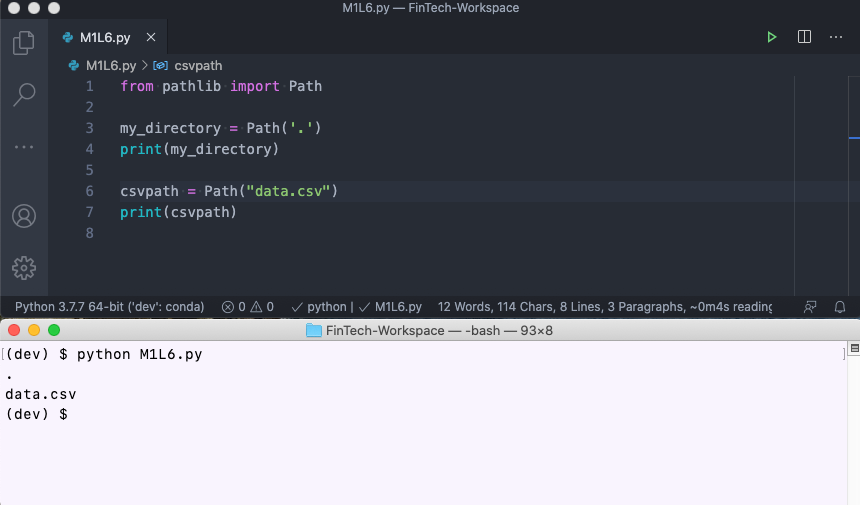 M1L6.py — FinTech-Workspace
M1L6.py
M1L6.py > csvpath
1 from pathlib import Path
2
3 my_directory = Path('.')
4 print(my_directory)
5
6 csvpath = Path("data.csv")
7 print(csvpath)
8
Python 3.7.7 64-bit ('dev': conda) 0 0 python | M1L6.py 12 Words, 114 Chars, 8 Lines, 3 Paragraphs, ~0m4s reading
FinTech-Workspace — -bash — 93×8
(dev) $ python M1L6.py
.
data.csv
(dev) $